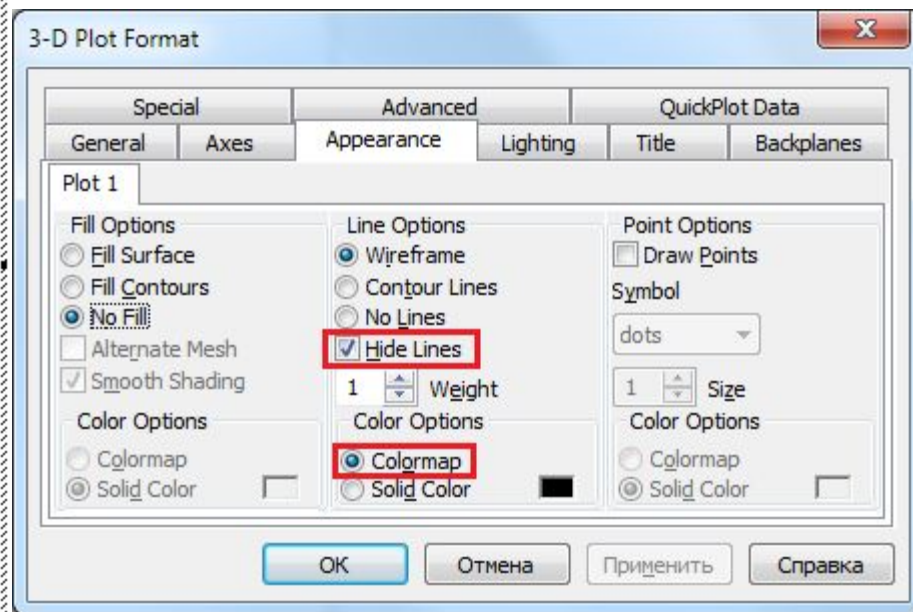 3-D Plot Format
Special Advanced QuickPlot Data
General Axes Appearance Lighting Title Backplanes
Plot 1
Fill Options
Fill Surface
Fill Contours
No Fill
Alternate Mesh
Smooth Shading
Color Options
Colormap
Solid Color
Line Options
Wireframe
Contour Lines
No Lines
Hide Lines
1 Weight
Color Options
Colormap
Solid Color
Point Options
Draw Points
Symbol
dots
1 Size
Color Options
Colormap
Solid Color
ОК Отмена Применить Справка